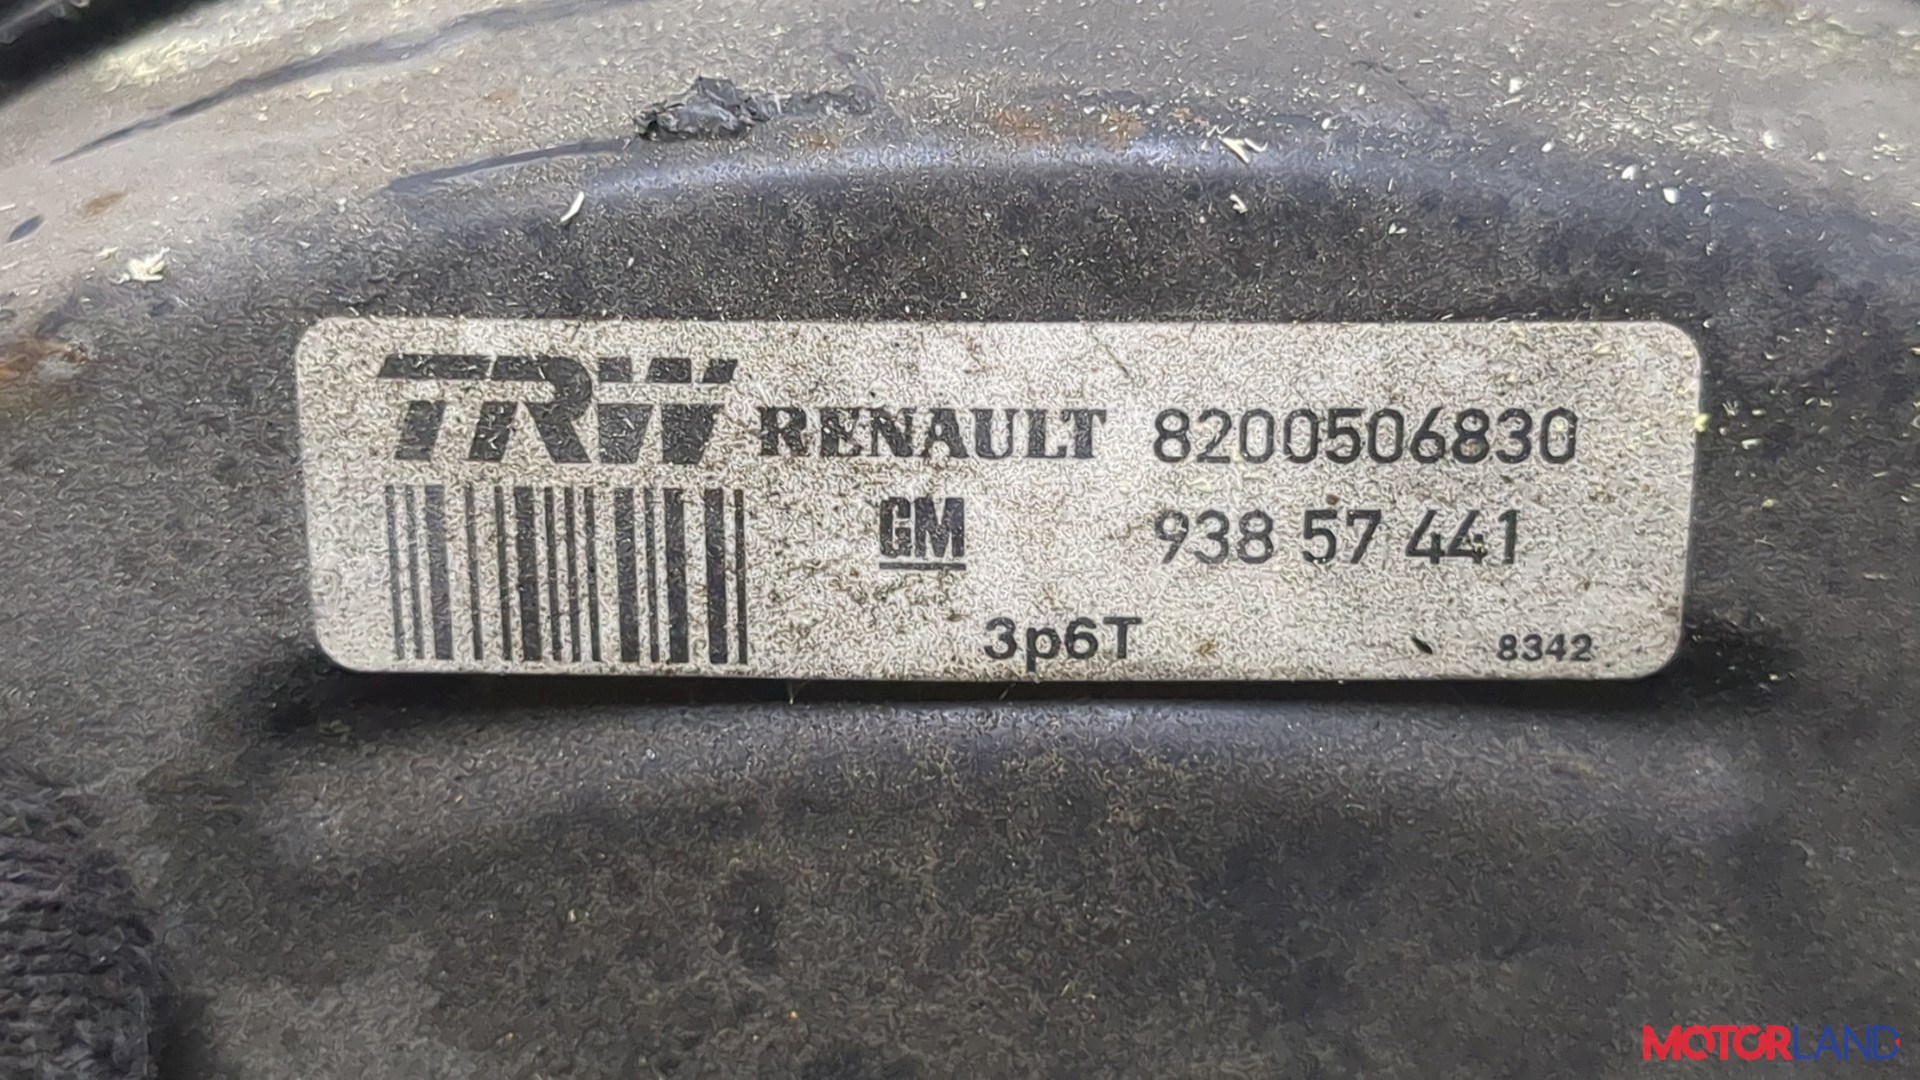 TRW RENAULT 8200506830
GM 938 57 441
3p6T 8342
MOTORLAND